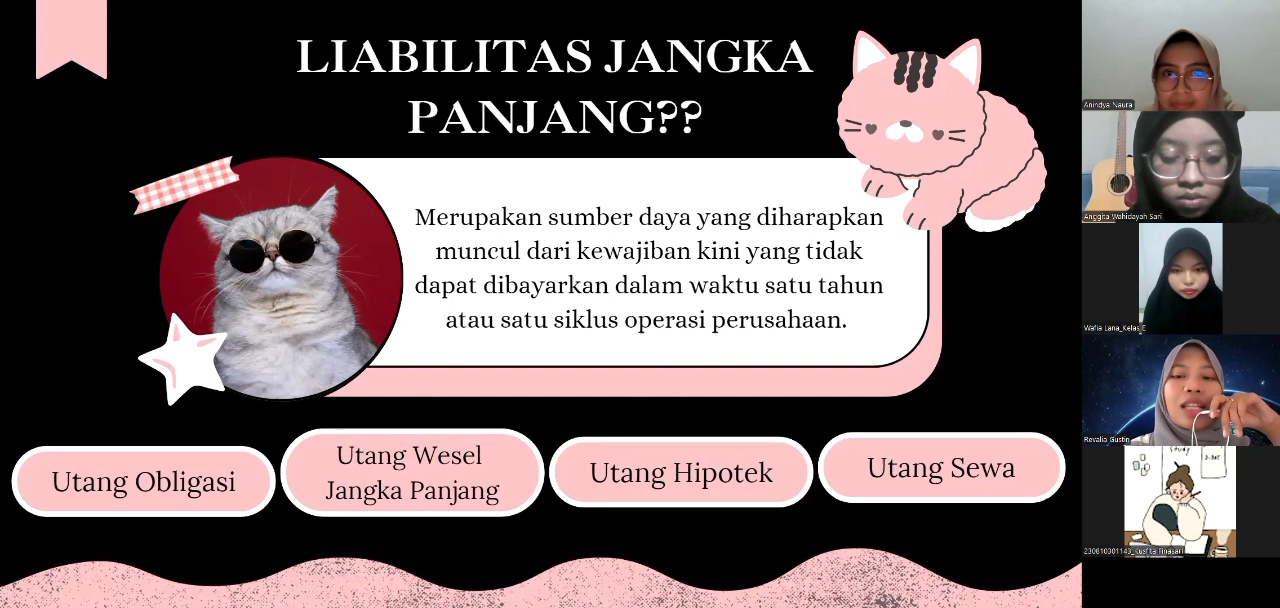 LIABILITAS JANGKA
PANJANG??
Merupakan sumber daya yang diharapkan
muncul dari kewajiban kini yang tidak
dapat dibayarkan dalam waktu satu tahun
atau satu siklus operasi perusahaan.
Utang Obligasi
Utang Wesel
Jangka Panjang
Utang Hipotek
Utang Sewa
Anindya Naura
Anggita Wahidayah Sari
Wafia Lana_Kelas E
Revalia Gustin
Study